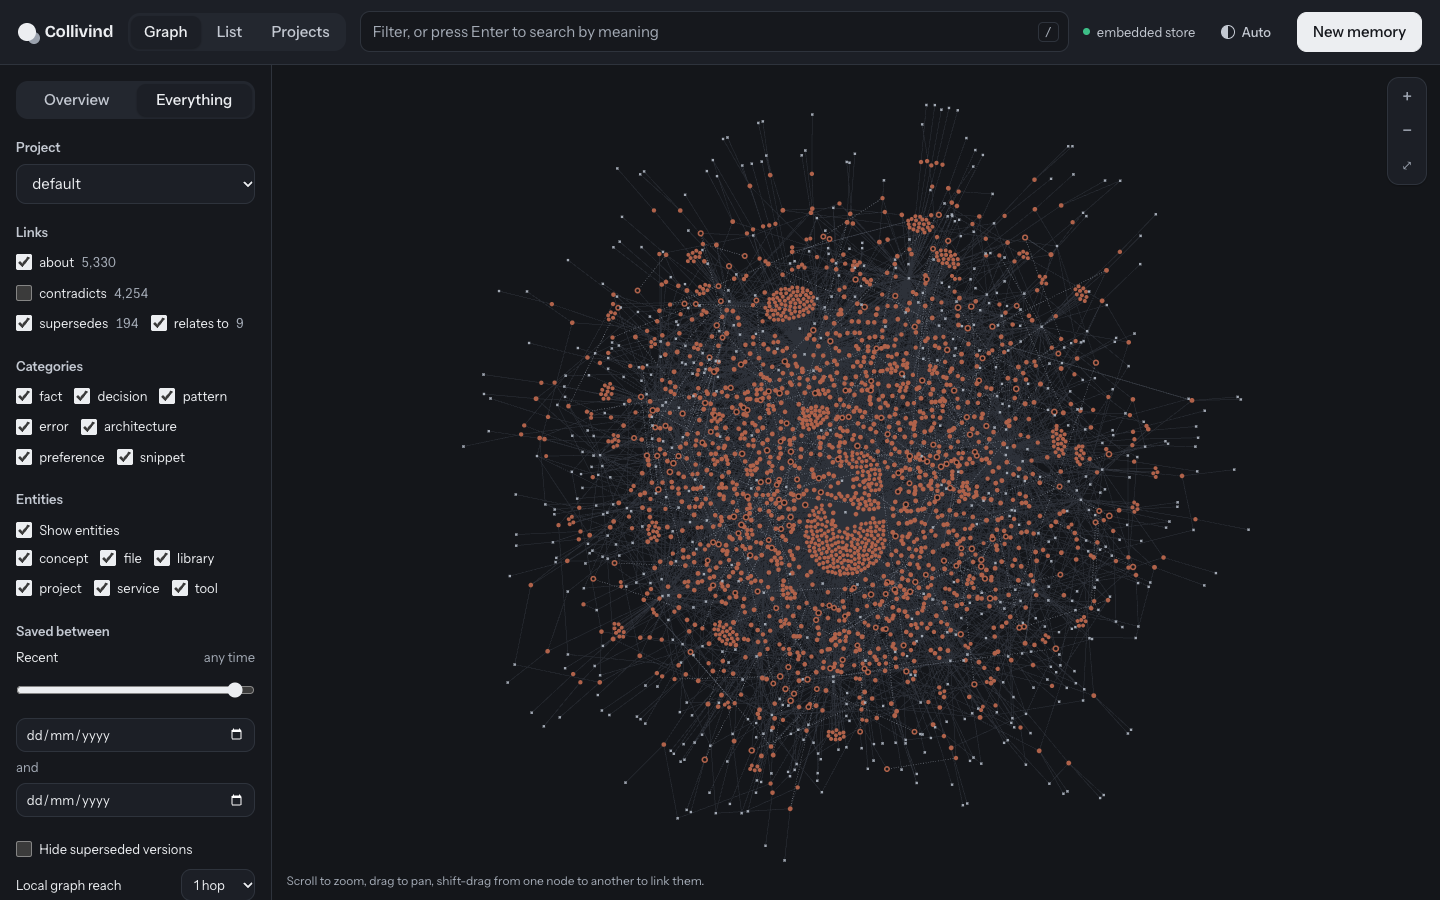 Collivind
Graph
List
Projects
Filter, or press Enter to search by meaning
/
embedded store
Auto
New memory
Overview
Everything
Project
default
Links
about 5,330
contradicts 4,254
supersedes 194 relates to 9
Categories
fact decision pattern
error architecture
preference snippet
Entities
Show entities
concept file library
project service tool
Saved between
Recent any time
dd/mm/yyyy
and
dd/mm/yyyy
Hide superseded versions
Local graph reach 1 hop
+
−
Scroll to zoom, drag to pan, shift-drag from one node to another to link them.